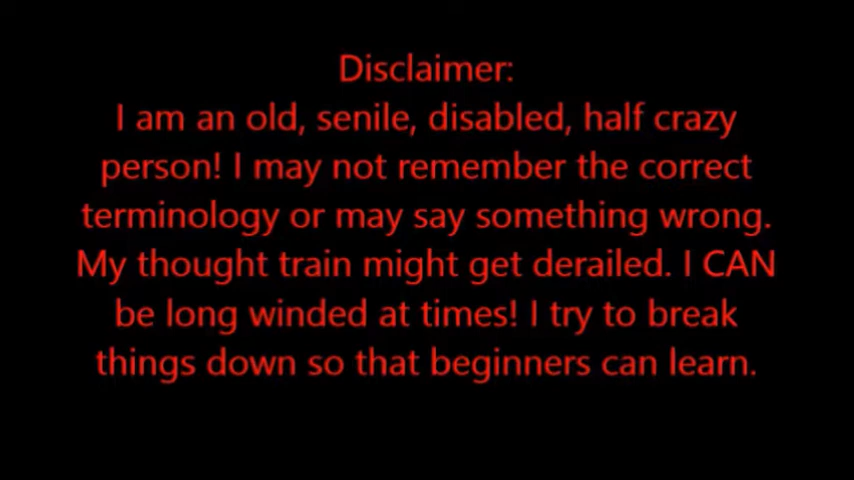 Disclaimer:
I am an old, senile, disabled, half crazy
person! I may not remember the correct
terminology or may say something wrong.
My thought train might get derailed. I CAN
be long winded at times! I try to break
things down so that beginners can learn.